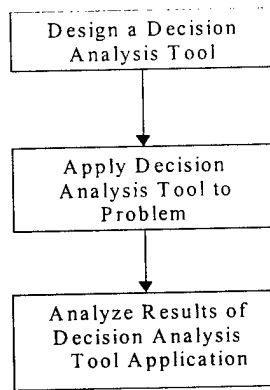 Design a Decision
Analysis Tool
Apply Decision
Analysis Tool to
Problem
Analyze Results of
Decision Analysis
Tool Application